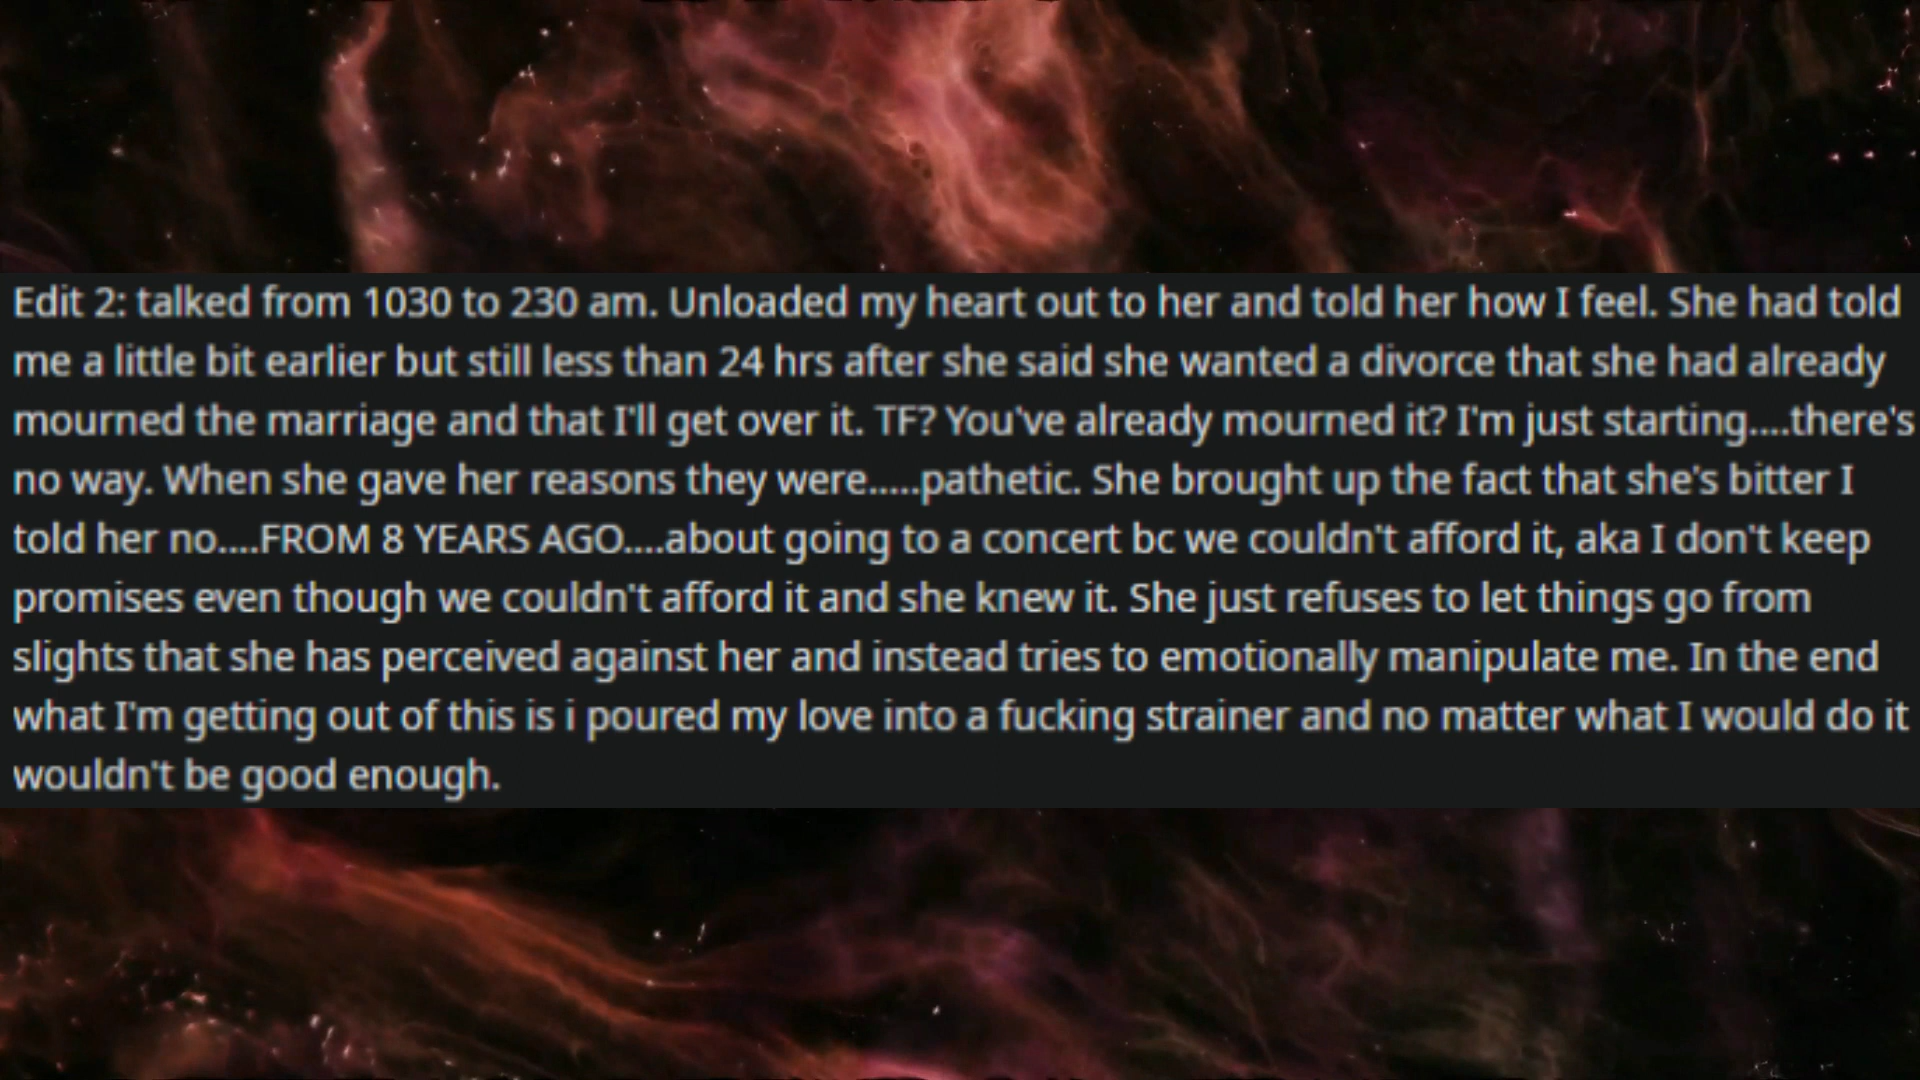 Edit 2: talked from 1030 to 230 am. Unloaded my heart out to her and told her how I feel. She had told
me a little bit earlier but still less than 24 hrs after she said she wanted a divorce that she had already
mourned the marriage and that I'll get over it. TF? You've already mourned it? I'm just starting....there's
no way. When she gave her reasons they were.....pathetic. She brought up the fact that she's bitter I
told her no....FROM 8 YEARS AGO....about going to a concert bc we couldn't afford it, aka I don't keep
promises even though we couldn't afford it and she knew it. She just refuses to let things go from
slights that she has perceived against her and instead tries to emotionally manipulate me. In the end
what I'm getting out of this is i poured my love into a fucking strainer and no matter what I would do it
wouldn't be good enough.